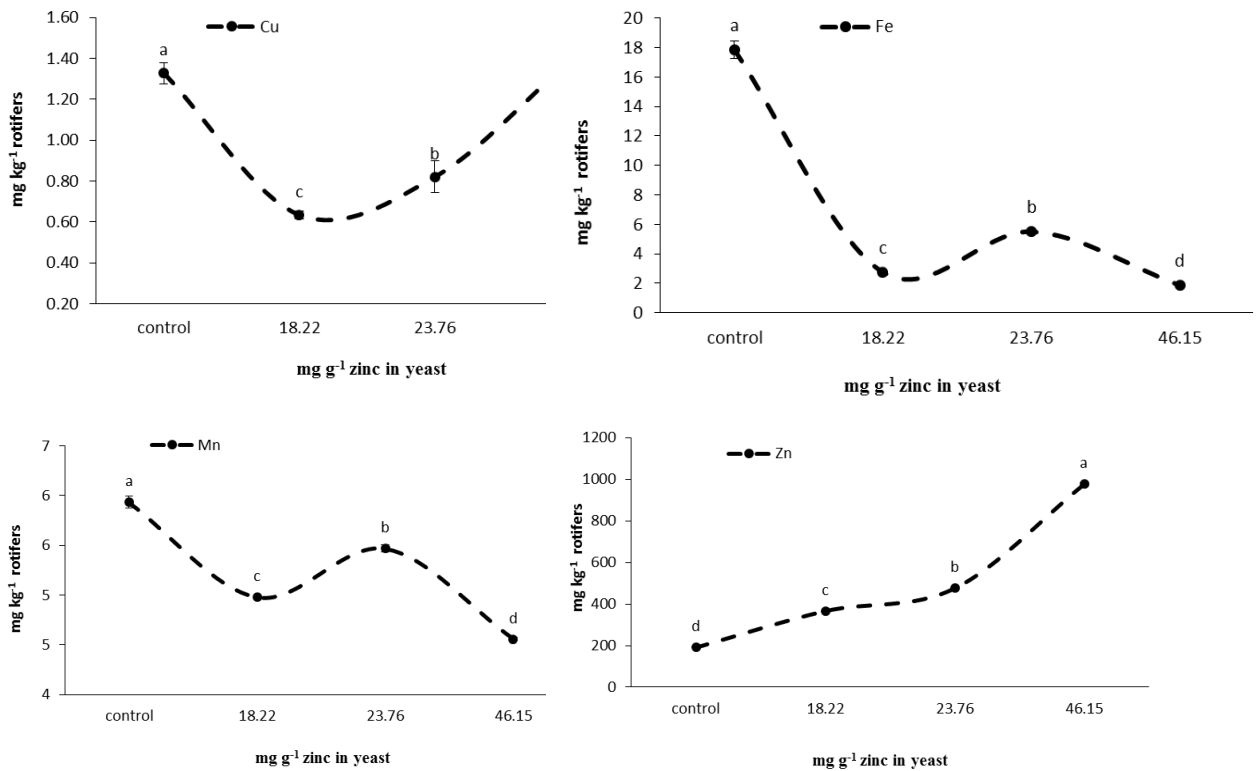 Cu
1.60
1.40
1.20
1.00
0.80
0.60
0.40
0.20
mg kg⁻¹ rotifers
a
c
b
control 18.22 23.76
mg g⁻¹ zinc in yeast
Fe
20
18
16
14
12
10
8
6
4
2
0
mg kg⁻¹ rotifers
a
c
b
d
control 18.22 23.76 46.15
mg g⁻¹ zinc in yeast
Mn
7
6
6
5
5
4
mg kg⁻¹ rotifers
a
c
b
d
control 18.22 23.76 46.15
mg g⁻¹ zinc in yeast
Zn
1200
1000
800
600
400
200
0
mg kg⁻¹ rotifers
d
c
b
a
control 18.22 23.76 46.15
mg g⁻¹ zinc in yeast